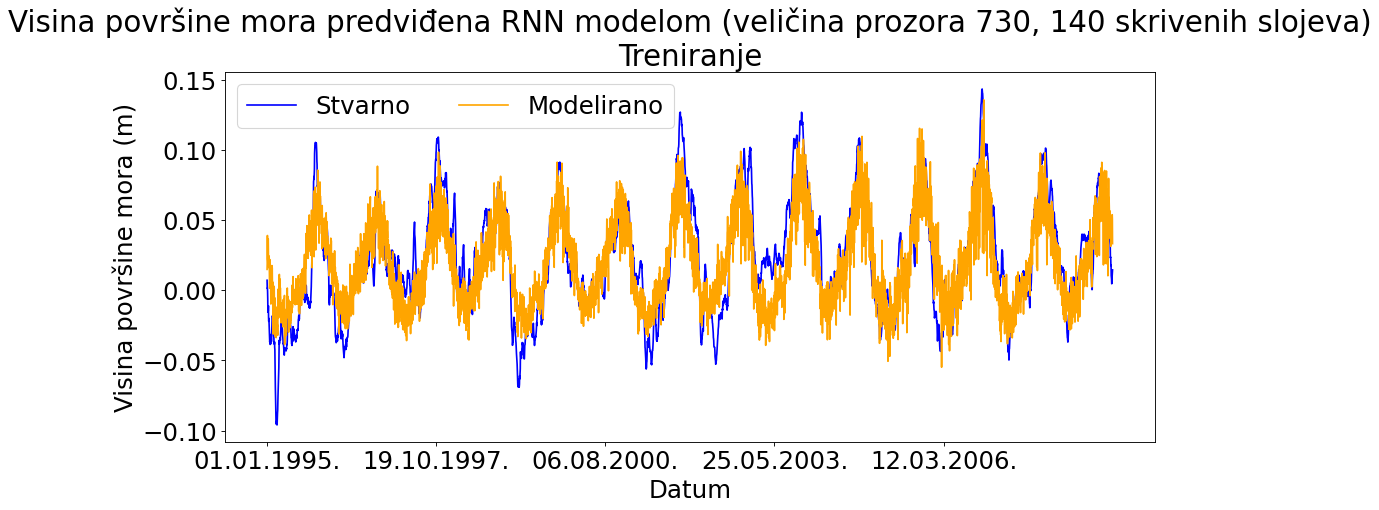 Visina površine mora predviđena RNN modelom (veličina prozora 730, 140 skrivenih slojeva)
Treniranje
Stvarno Modelirano
Visina površine mora (m)
0.15
0.10
0.05
0.00
−0.05
−0.10
01.01.1995. 19.10.1997. 06.08.2000. 25.05.2003. 12.03.2006.
Datum